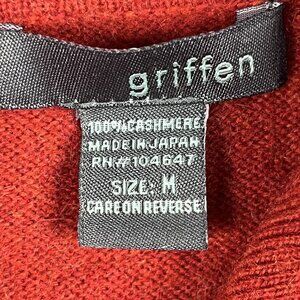 griffen
100% CASHMERE
MADE IN JAPAN
RN#104647
SIZE: M
CARE ON REVERSE